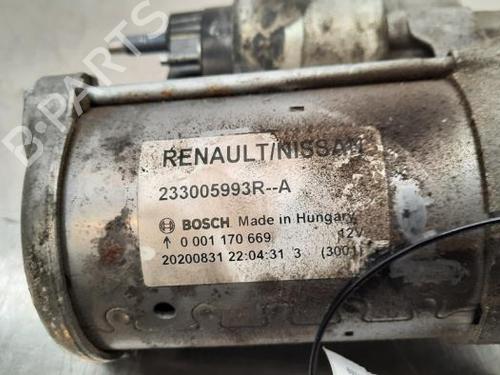 B-PARTS
RENAULT/NISSAN
233005993R--A
BOSCH Made in Hungary
↑ 0 001 170 669 12V
20200831 22:04:31 3 (3001)